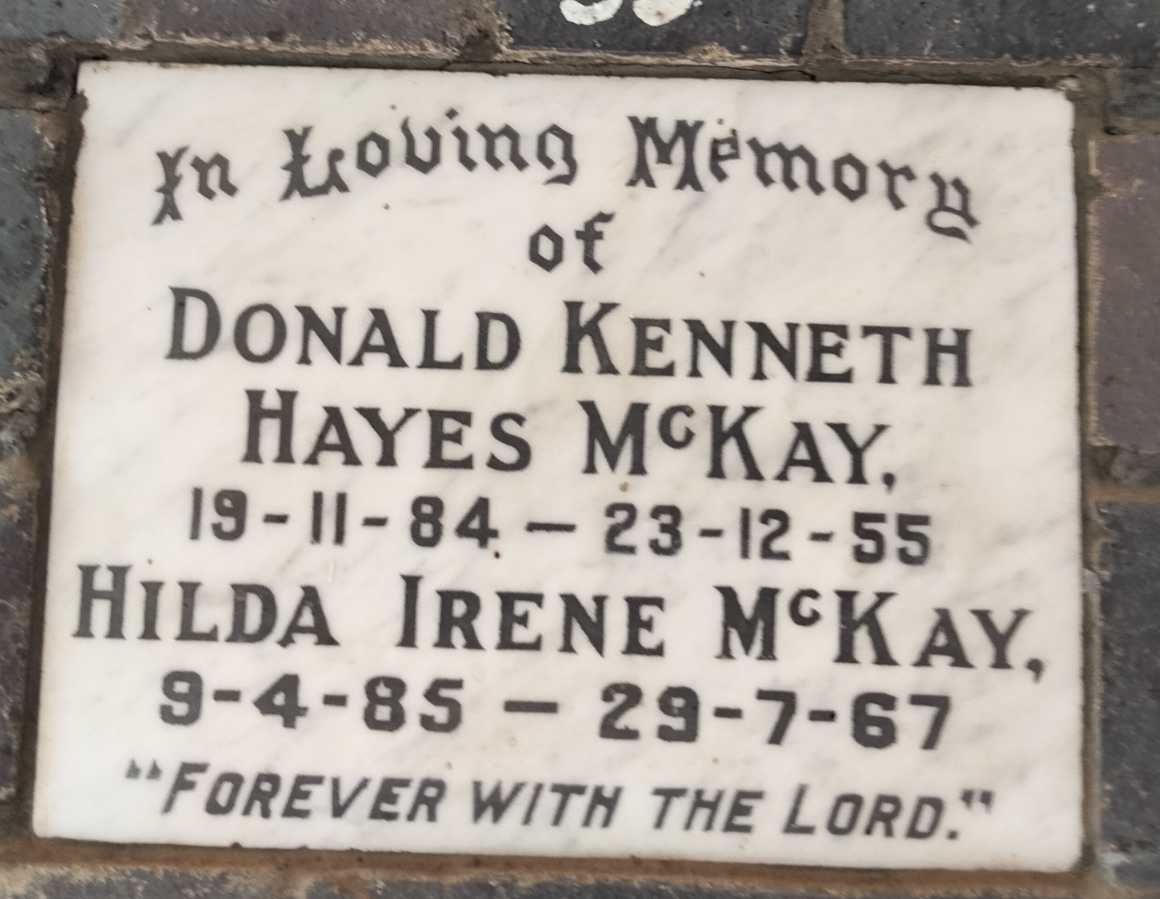 In Loving Memory
of
DONALD KENNETH
HAYES McKAY,
19-11-84 — 23-12-55
HILDA IRENE McKAY,
9-4-85 — 29-7-67
"FOREVER WITH THE LORD."